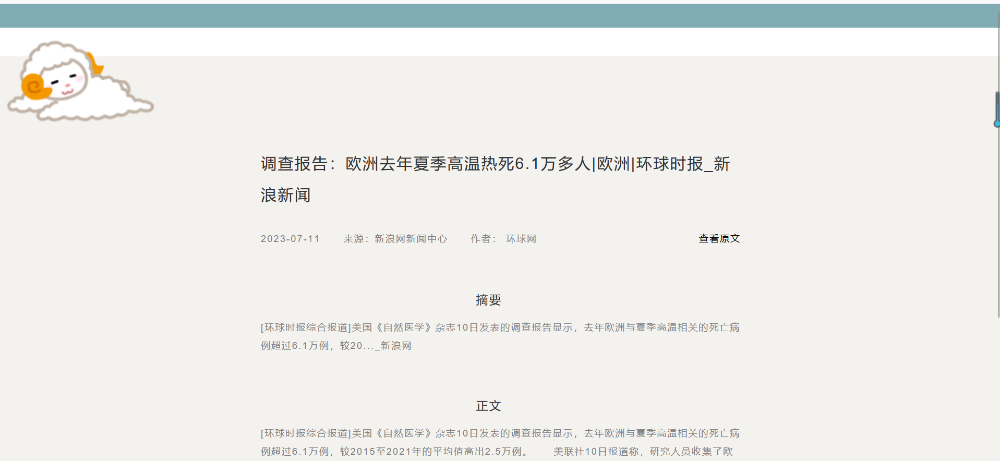 调查报告：欧洲去年夏季高温热死6.1万多人|欧洲|环球时报_新
浪新闻
2023-07-11 来源：新浪网新闻中心 作者： 环球网 查看原文
摘要
[环球时报综合报道]美国《自然医学》杂志10日发表的调查报告显示，去年欧洲与夏季高温相关的死亡病
例超过6.1万例，较20..._新浪网
正文
[环球时报综合报道]美国《自然医学》杂志10日发表的调查报告显示，去年欧洲与夏季高温相关的死亡病
例超过6.1万例，较2015至2021年的平均值高出2.5万例。 美联社10日报道称，研究人员收集了欧